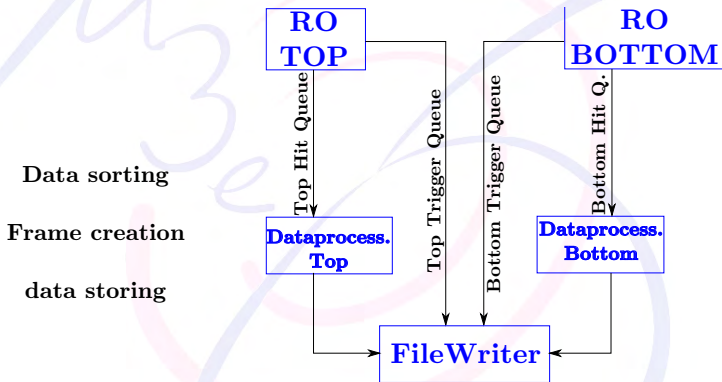 RO
TOP
RO
BOTTOM
Top Hit Queue
Top Trigger Queue
Bottom Trigger Queue
Bottom Hit Q.
Data sorting
Frame creation
data storing
Dataprocess.
Top
Dataprocess.
Bottom
FileWriter
μ3e